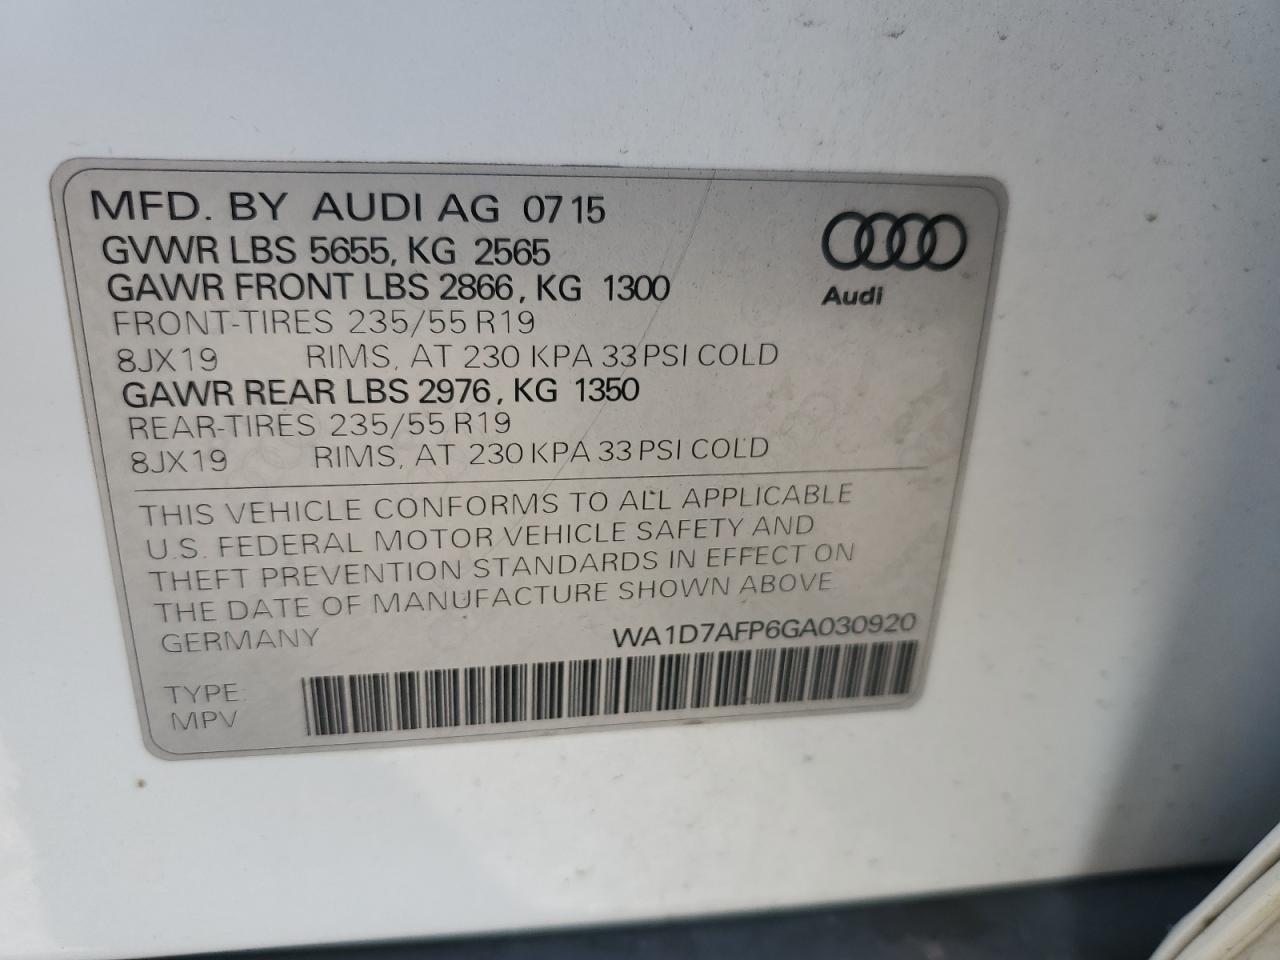 MFD. BY AUDI AG 07 15
GVWR LBS 5655, KG 2565
GAWR FRONT LBS 2866, KG 1300
FRONT-TIRES 235/55 R19
8JX19 RIMS, AT 230 KPA 33 PSI COLD
GAWR REAR LBS 2976, KG 1350
REAR-TIRES 235/55 R19
8JX19 RIMS, AT 230 KPA 33 PSI COLD
Audi
THIS VEHICLE CONFORMS TO ALL APPLICABLE
U.S. FEDERAL MOTOR VEHICLE SAFETY AND
THEFT PREVENTION STANDARDS IN EFFECT ON
THE DATE OF MANUFACTURE SHOWN ABOVE
GERMANY WA1D7AFP6GA030920
TYPE:
MPV